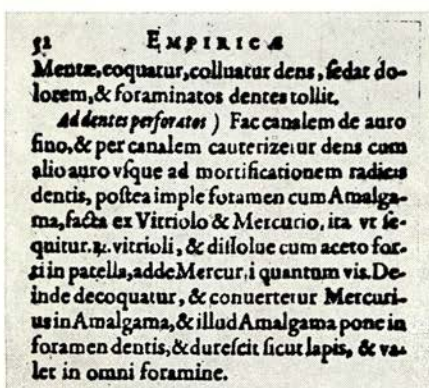 52 EMPIRICÆ
Mentæ, coquatur, colluatur dens, sedat do-
lorem, & foraminatos dentes tollit.
Ad dentes perforatos ) Fac canalem de auro
fino, & per canalem cauterizetur dens cum
alio auro vsque ad mortificationem radicis
dentis, postea imple foramen cum Amalga-
ma, facta ex Vitriolo & Mercurio, ita vt se-
quitur. ℞. vitrioli, & dissolue cum aceto for-
ti in patella, adde Mercur. i quantum vis. De-
inde decoquatur, & conuertetur Mercuri-
us in Amalgama, & illud Amalgama pone in
foramen dentis, & durescit sicut lapis, & va-
let in omni foramine.